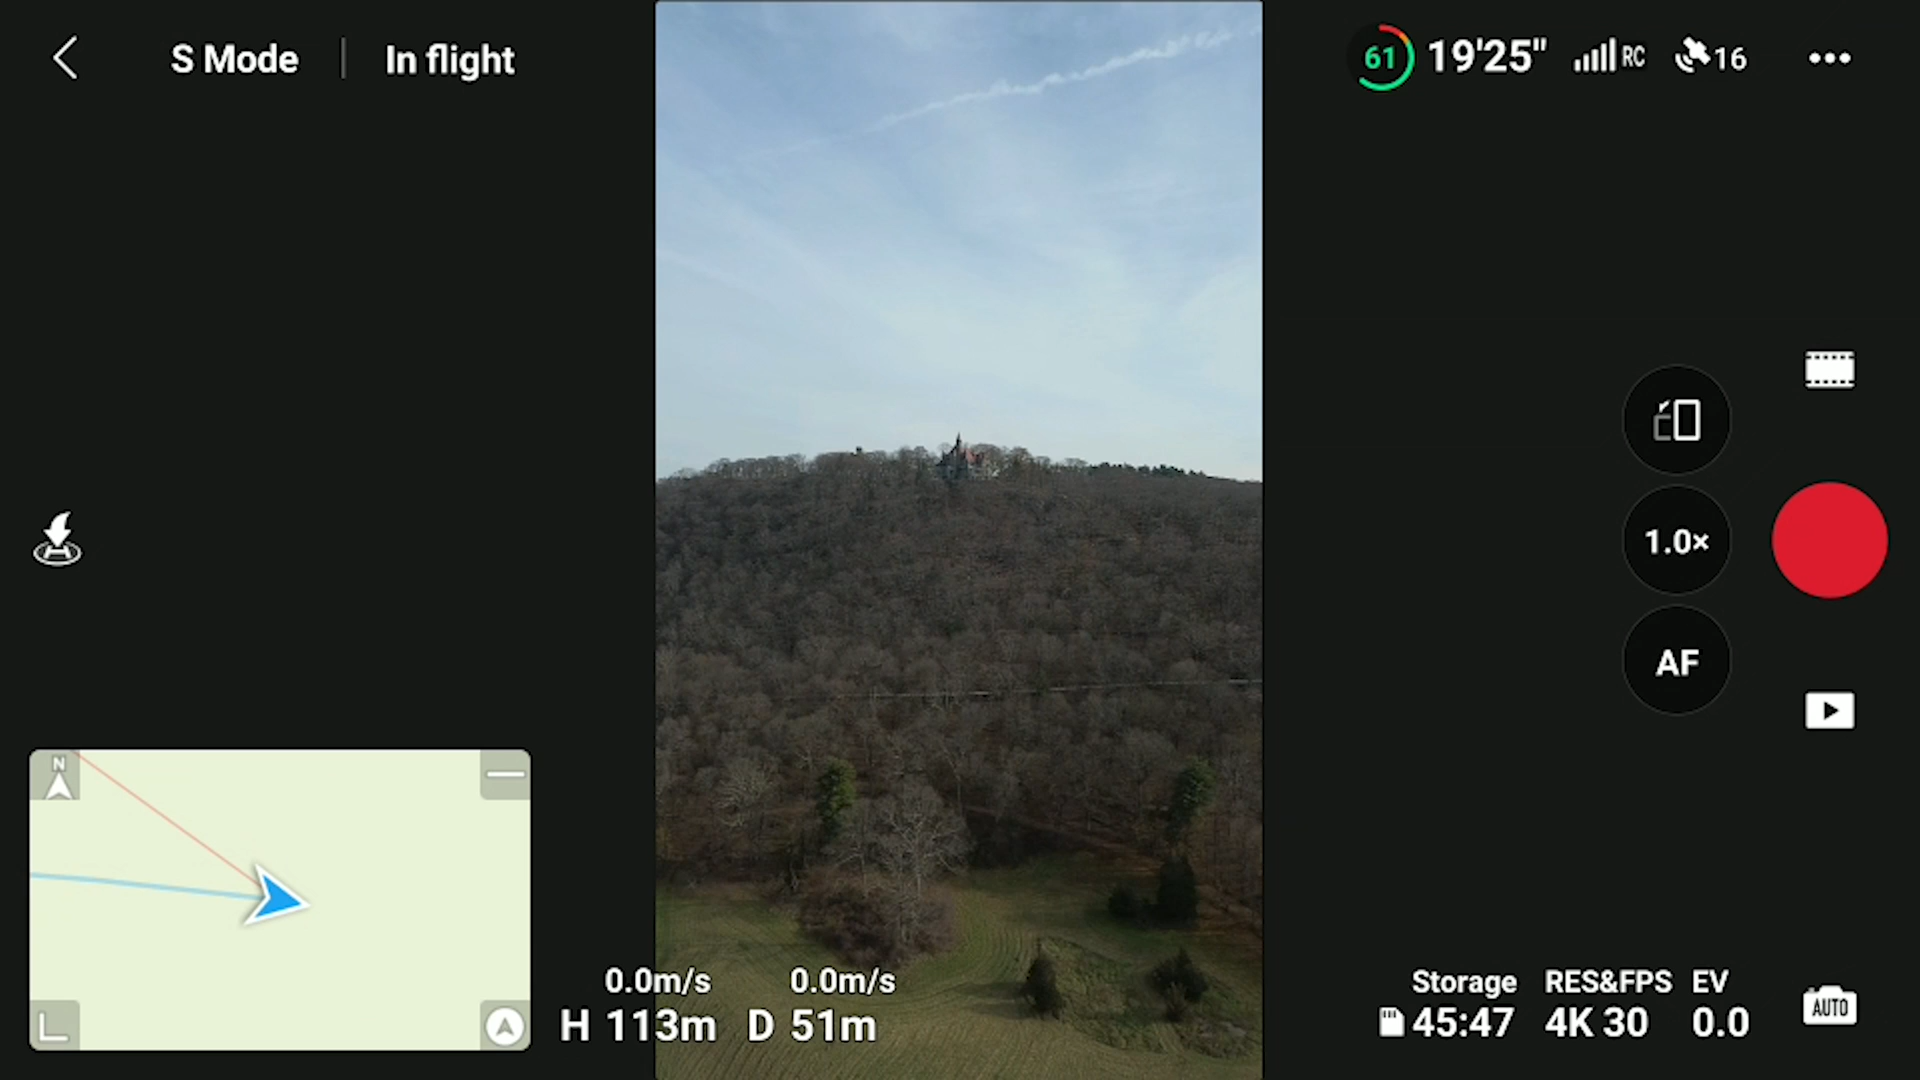 S Mode | In flight
61 19'25" RC 16
1.0×
AF
N
0.0m/s 0.0m/s
H 113m D 51m
Storage RES&FPS EV
45:47 4K 30 0.0
AUTO